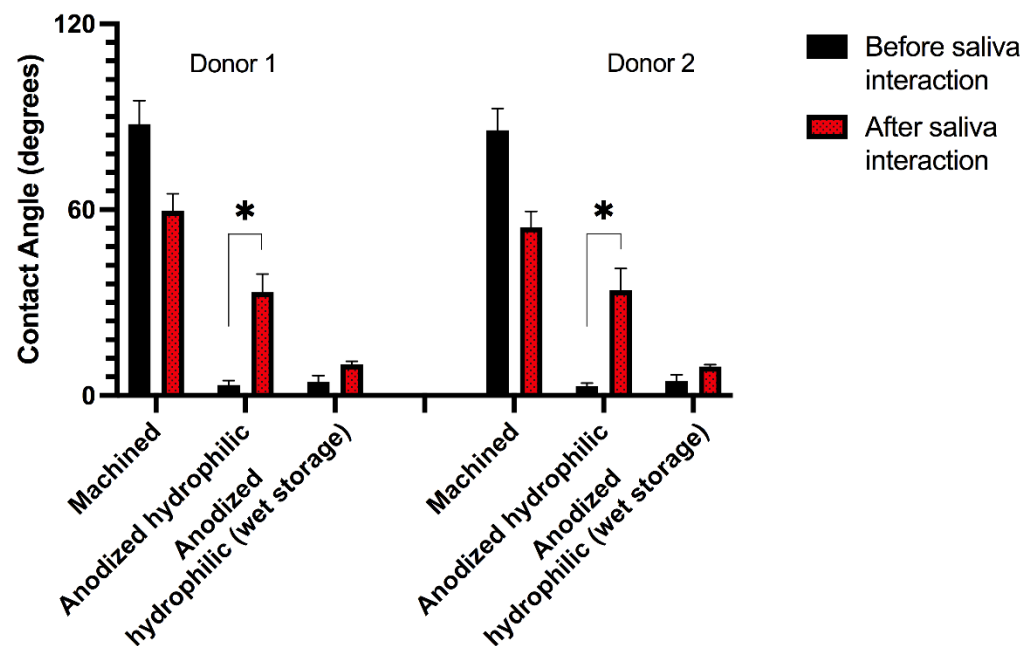 120
60
0
Contact Angle (degrees)
Donor 1
Donor 2
*
*
Before saliva
interaction
After saliva
interaction
Machined
Anodized hydrophilic
Anodized
hydrophilic (wet storage)
Machined
Anodized hydrophilic
Anodized
hydrophilic (wet storage)